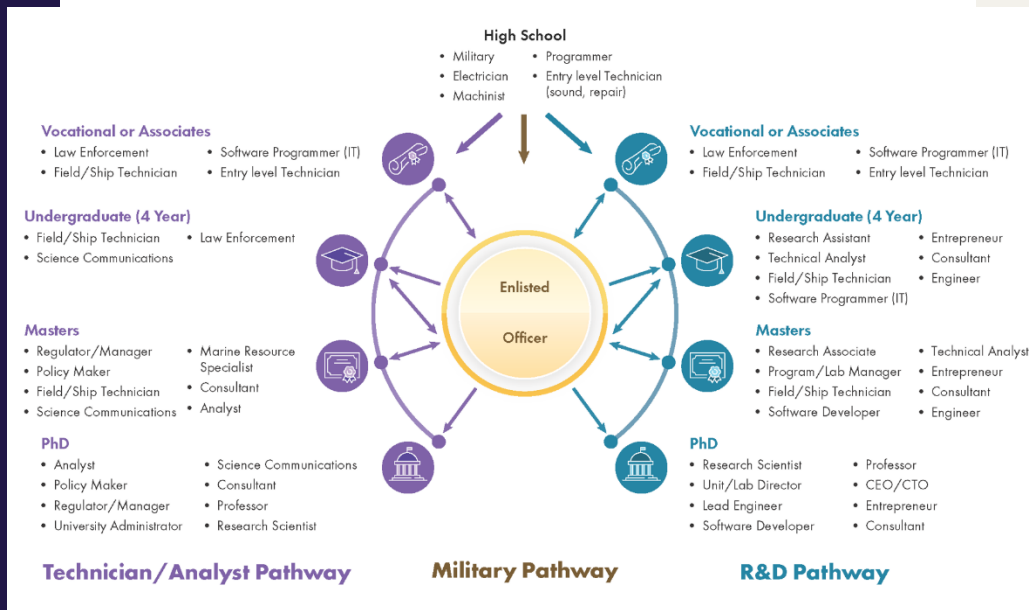 High School
• Military
• Electrician
• Machinist
• Programmer
• Entry level Technician
(sound, repair)
Vocational or Associates
• Law Enforcement
• Field/Ship Technician
• Software Programmer (IT)
• Entry level Technician
Undergraduate (4 Year)
• Field/Ship Technician
• Science Communications
• Law Enforcement
Masters
• Regulator/Manager
• Policy Maker
• Field/Ship Technician
• Science Communications
• Marine Resource
Specialist
• Consultant
• Analyst
PhD
• Analyst
• Policy Maker
• Regulator/Manager
• University Administrator
• Science Communications
• Consultant
• Professor
• Research Scientist
Technician/Analyst Pathway
Enlisted
Officer
Military Pathway
Vocational or Associates
• Law Enforcement
• Field/Ship Technician
• Software Programmer (IT)
• Entry level Technician
Undergraduate (4 Year)
• Research Assistant
• Technical Analyst
• Field/Ship Technician
• Software Programmer (IT)
• Entrepreneur
• Consultant
• Engineer
Masters
• Research Associate
• Program/Lab Manager
• Field/Ship Technician
• Software Developer
• Technical Analyst
• Entrepreneur
• Consultant
• Engineer
PhD
• Research Scientist
• Unit/Lab Director
• Lead Engineer
• Software Developer
• Professor
• CEO/CTO
• Entrepreneur
• Consultant
R&D Pathway